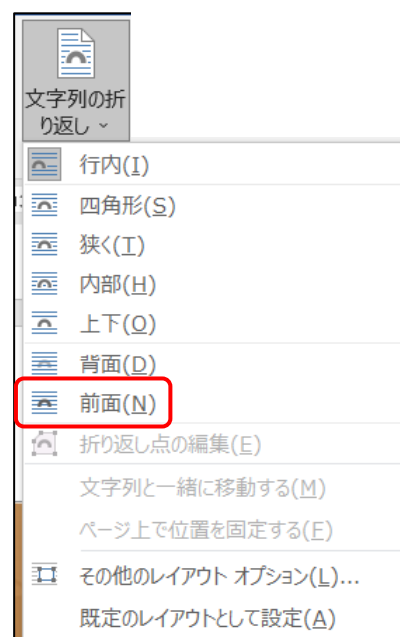 文字列の折
り返し
行内(I)
四角形(S)
狭く(T)
内部(H)
上下(O)
背面(D)
前面(N)
折り返し点の編集(E)
文字列と一緒に移動する(M)
ページ上で位置を固定する(F)
その他のレイアウト オプション(L)...
既定のレイアウトとして設定(A)